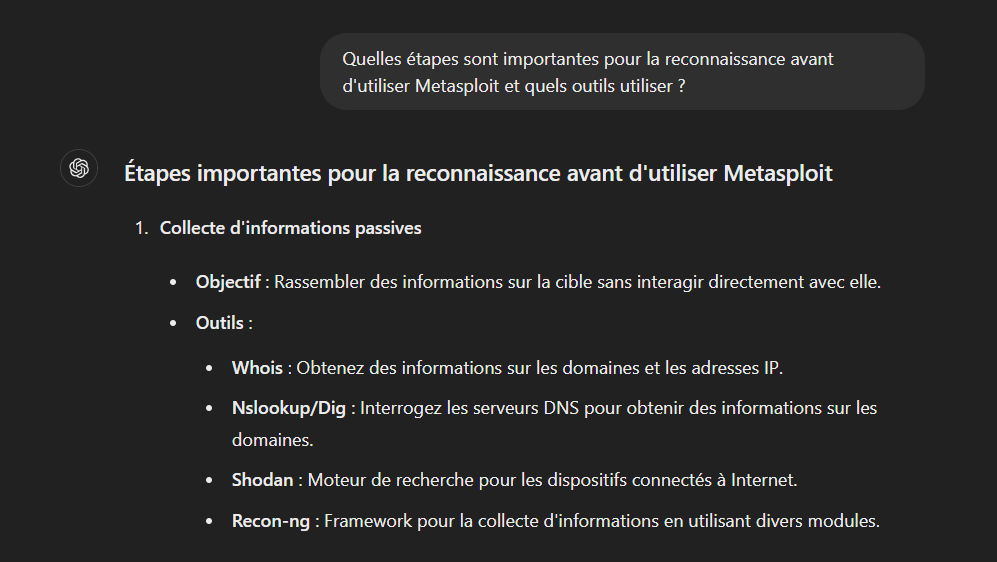 Quelles étapes sont importantes pour la reconnaissance avant
d'utiliser Metasploit et quels outils utiliser ?
Étapes importantes pour la reconnaissance avant d'utiliser Metasploit
1. Collecte d'informations passives
• Objectif : Rassembler des informations sur la cible sans interagir directement avec elle.
• Outils :
• Whois : Obtenez des informations sur les domaines et les adresses IP.
• Nslookup/Dig : Interrogez les serveurs DNS pour obtenir des informations sur les
domaines.
• Shodan : Moteur de recherche pour les dispositifs connectés à Internet.
• Recon-ng : Framework pour la collecte d'informations en utilisant divers modules.